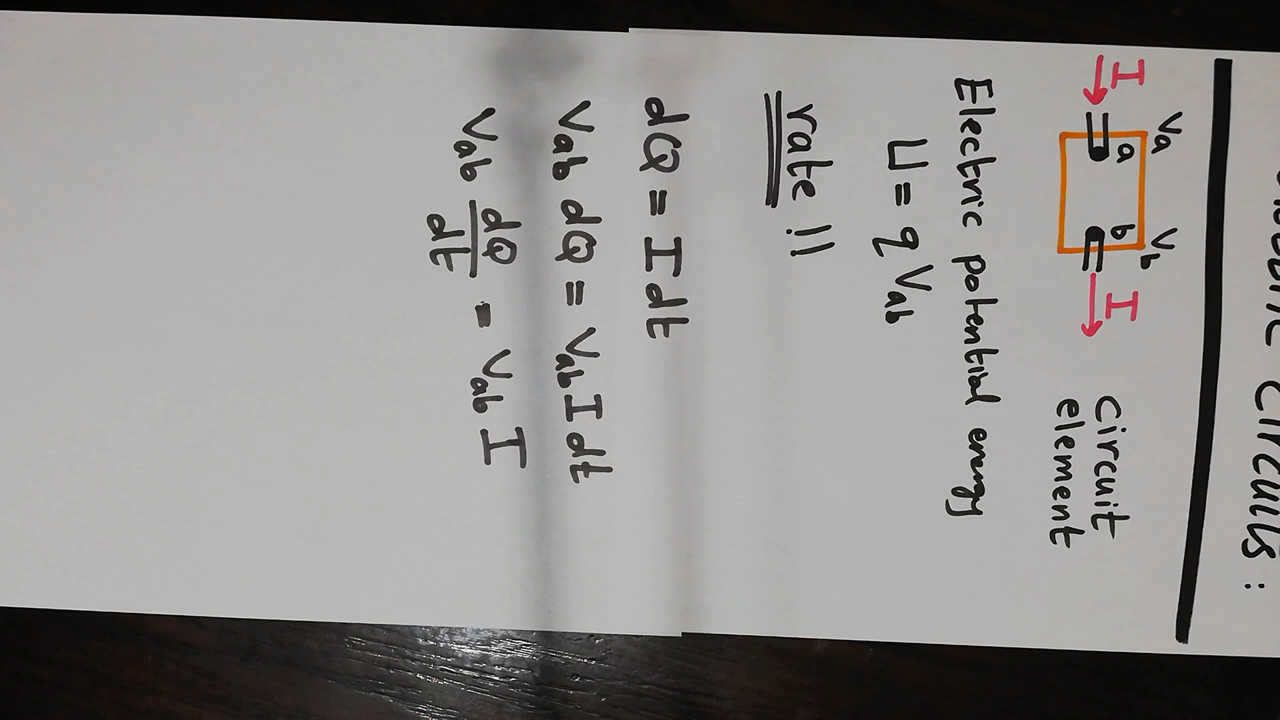 Circuits :
Va Vb
I a b I
circuit
element
Electric potential energy
U = q Vab
rate !!
dQ = I dt
Vab dQ = Vab I dt
Vab dQ/dt = Vab I